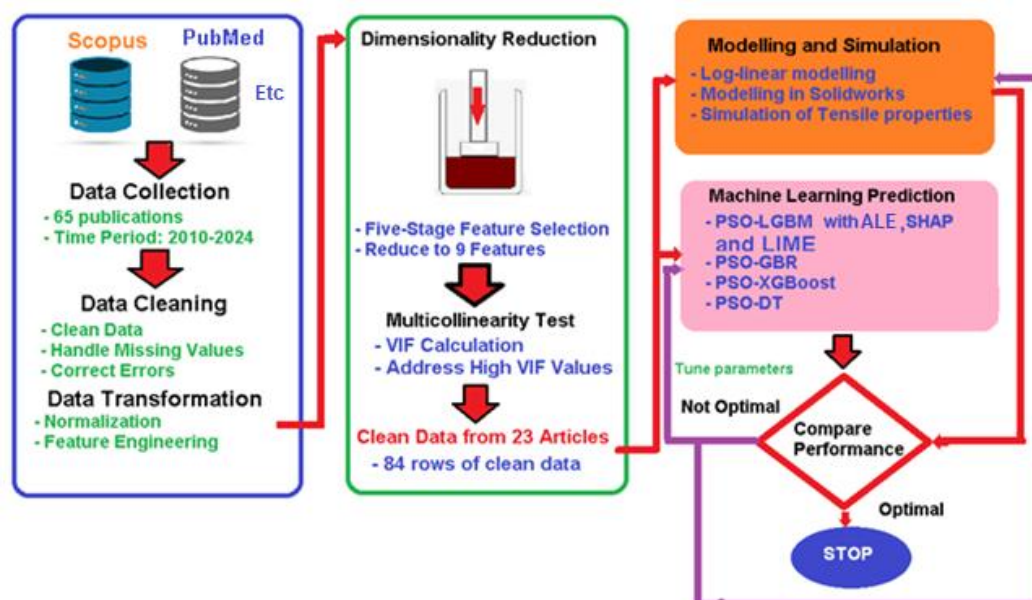 Scopus
PubMed
Etc
Data Collection
- 65 publications
- Time Period: 2010-2024
Data Cleaning
- Clean Data
- Handle Missing Values
- Correct Errors
Data Transformation
- Normalization
- Feature Engineering
Dimensionality Reduction
- Five-Stage Feature Selection
- Reduce to 9 Features
Multicollinearity Test
- VIF Calculation
- Address High VIF Values
Clean Data from 23 Articles
- 84 rows of clean data
Modelling and Simulation
- Log-linear modelling
- Modelling in Solidworks
- Simulation of Tensile properties
Machine Learning Prediction
- PSO-LGBM with ALE ,SHAP
and LIME
- PSO-GBR
- PSO-XGBoost
- PSO-DT
Tune parameters
Not Optimal
Compare
Performance
Optimal
STOP